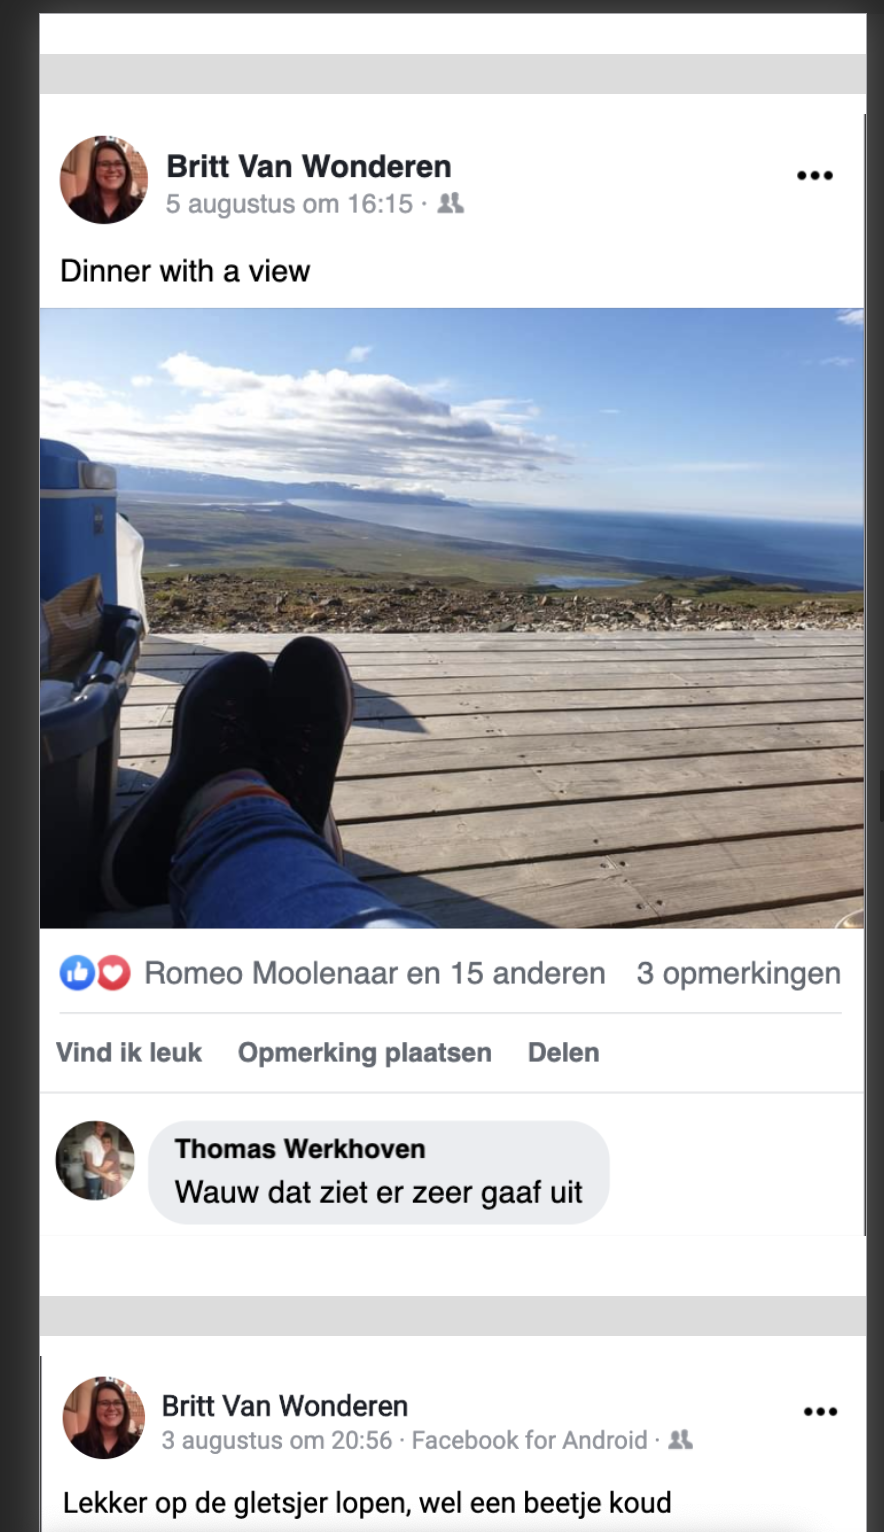 Britt Van Wonderen
5 augustus om 16:15 ·
Dinner with a view
Romeo Moolenaar en 15 anderen 3 opmerkingen
Vind ik leuk Opmerking plaatsen Delen
Thomas Werkhoven
Wauw dat ziet er zeer gaaf uit
Britt Van Wonderen
3 augustus om 20:56 · Facebook for Android ·
Lekker op de gletsjer lopen, wel een beetje koud